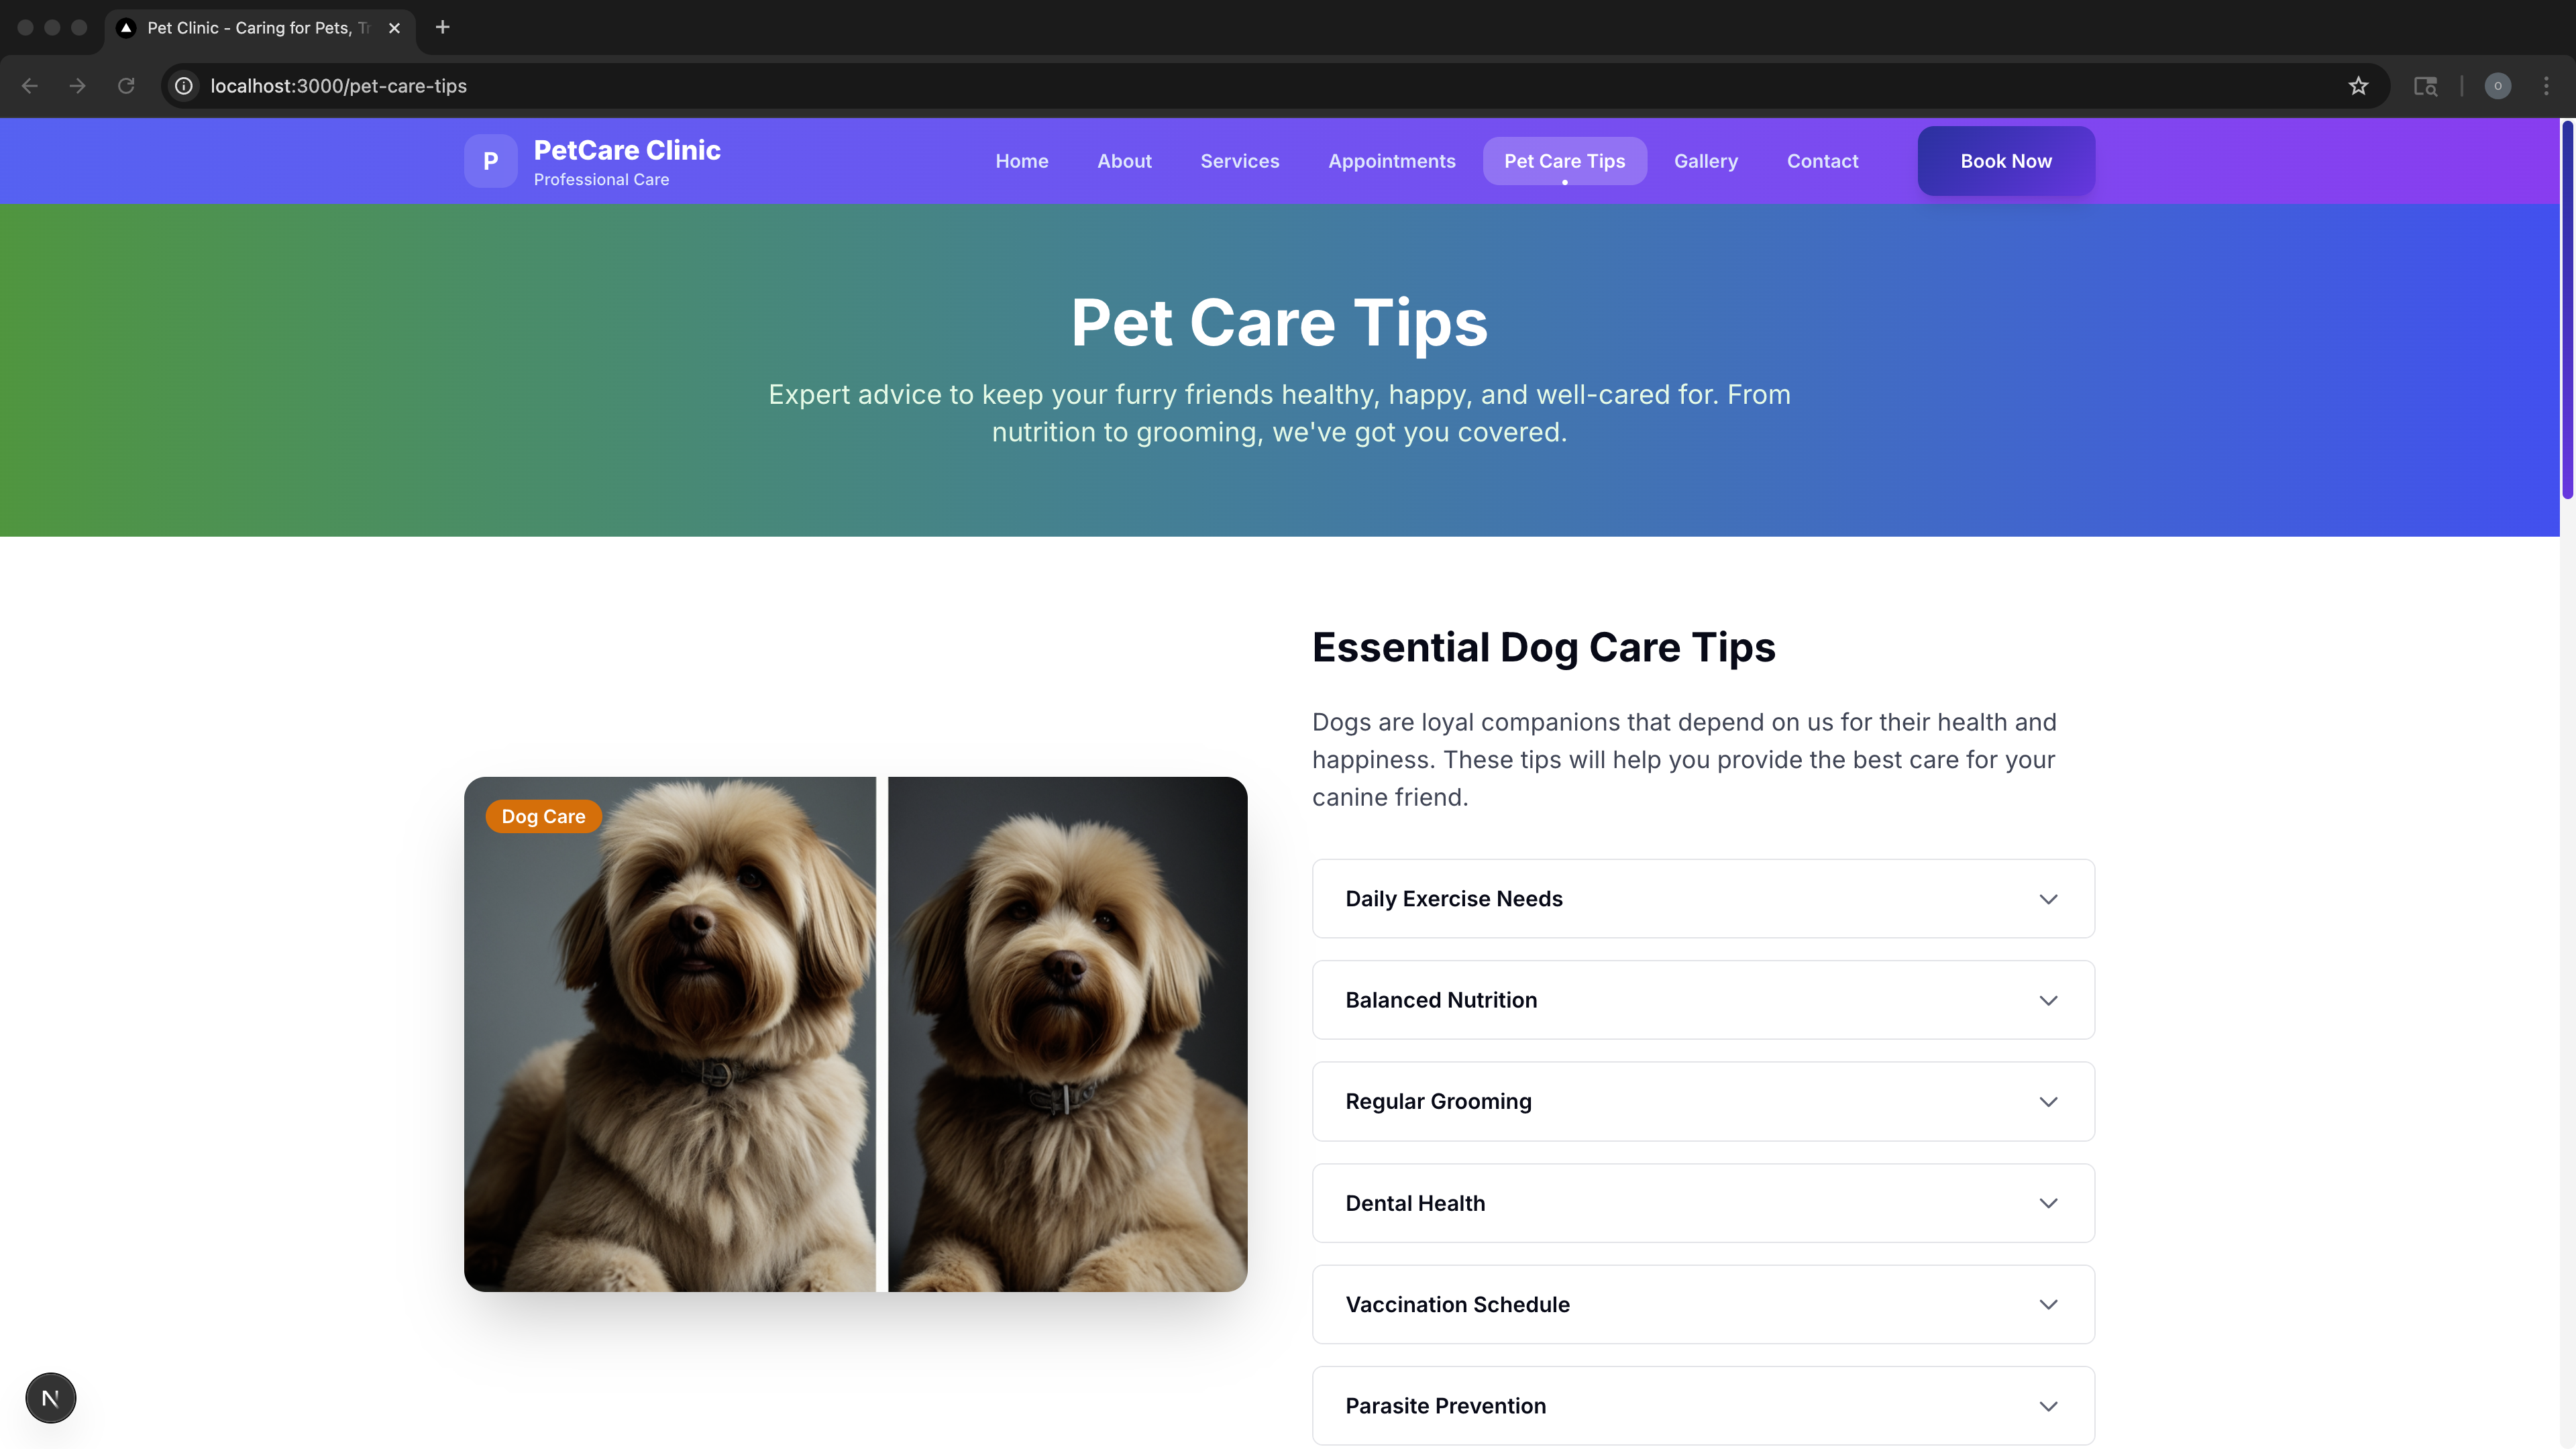 Pet Clinic - Caring for Pets, Tr
localhost:3000/pet-care-tips
O
P
PetCare Clinic
Professional Care
Home
About
Services
Appointments
Pet Care Tips
Gallery
Contact
Book Now
Pet Care Tips
Expert advice to keep your furry friends healthy, happy, and well-cared for. From
nutrition to grooming, we've got you covered.
Dog Care
Essential Dog Care Tips
Dogs are loyal companions that depend on us for their health and
happiness. These tips will help you provide the best care for your
canine friend.
Daily Exercise Needs
Balanced Nutrition
Regular Grooming
Dental Health
Vaccination Schedule
Parasite Prevention
N